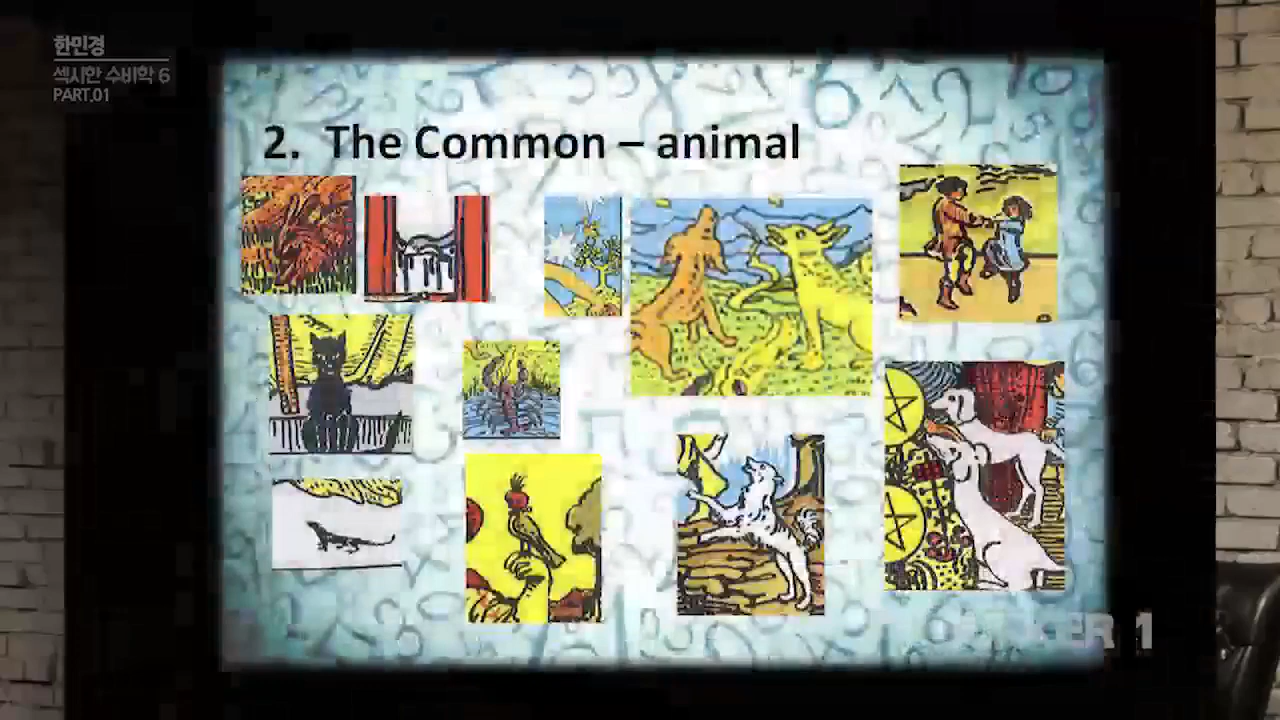 한민경
섹시한 수비학 6
PART.01
2. The Common – animal